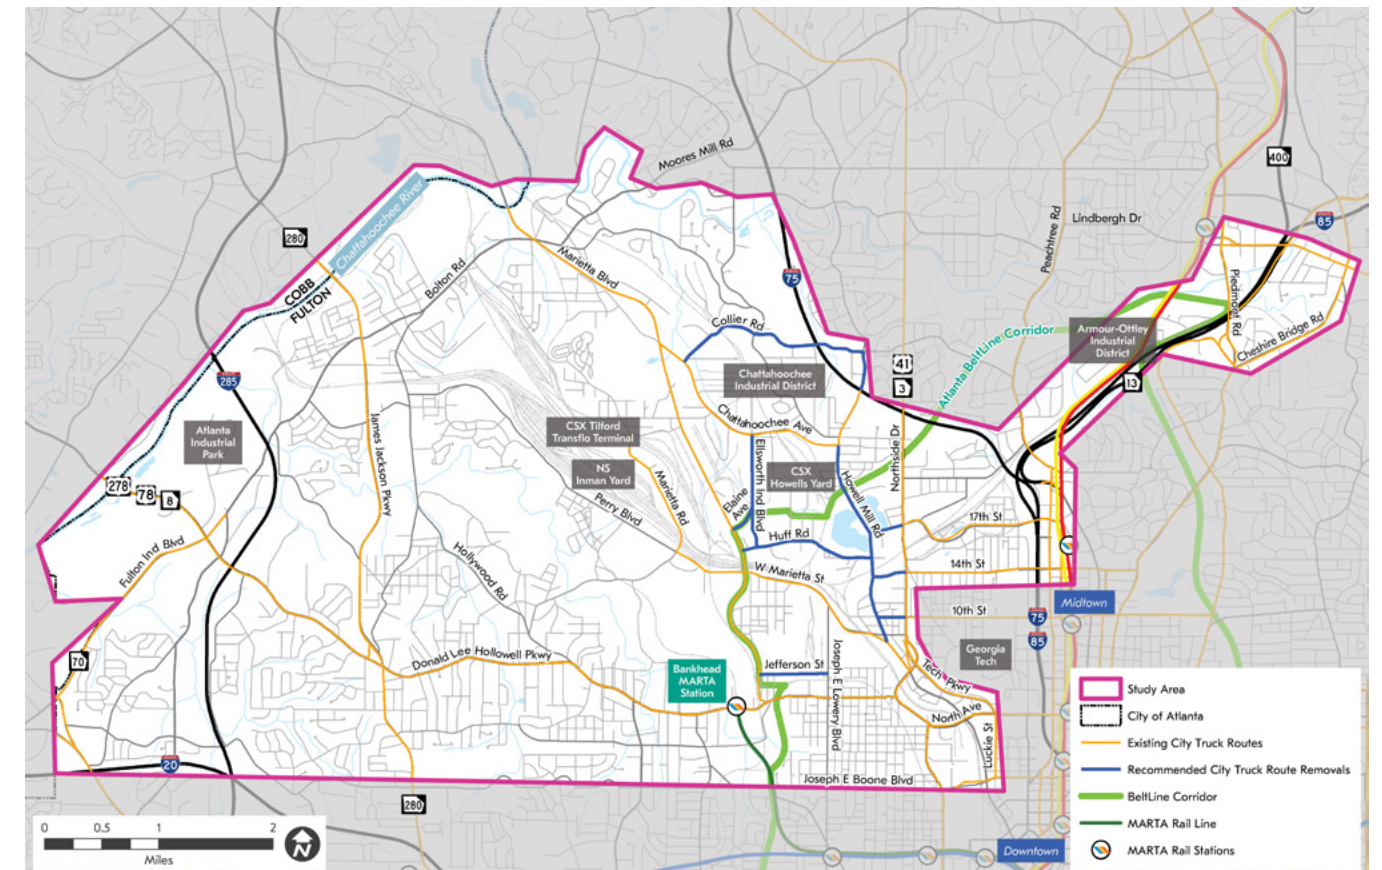 Moores Mill Rd
400
Chattahoochee River
280
Lindbergh Dr
85
Peachtree Rd
COBB
FULTON
Bolton Rd
Marietta Blvd
75
Piedmont Rd
Collier Rd
Atlanta BeltLine Corridor
Armour-Ottley
Industrial
District
Cheshire Bridge Rd
41
3
13
285
Chattahoochee
Industrial District
Chattahoochee Ave
Atlanta
Industrial
Park
James Jackson Pkwy
CSX Tilford
Transflo Terminal
NS
Inman Yard
Marietta Rd
Perry Blvd
Ellsworth Ind Blvd
CSX
Howells Yard
Northside Dr
Howell Mill Rd
Elaine
Ave
278
78
8
17th St
Huff Rd
14th St
Fulton Ind Blvd
Hollywood Rd
W Marietta St
10th St
Midtown
75
85
Georgia
Tech
70
Donald Lee Hollowell Pkwy
Bankhead
MARTA
Station
Jefferson St
Joseph E Lowery Blvd
Tech Pkwy
North Ave
Luckie St
20
Joseph E Boone Blvd
280
Downtown
0
0.5
1
2
Miles
N
Study Area
City of Atlanta
Existing City Truck Routes
Recommended City Truck Route Removals
BeltLine Corridor
MARTA Rail Line
MARTA Rail Stations